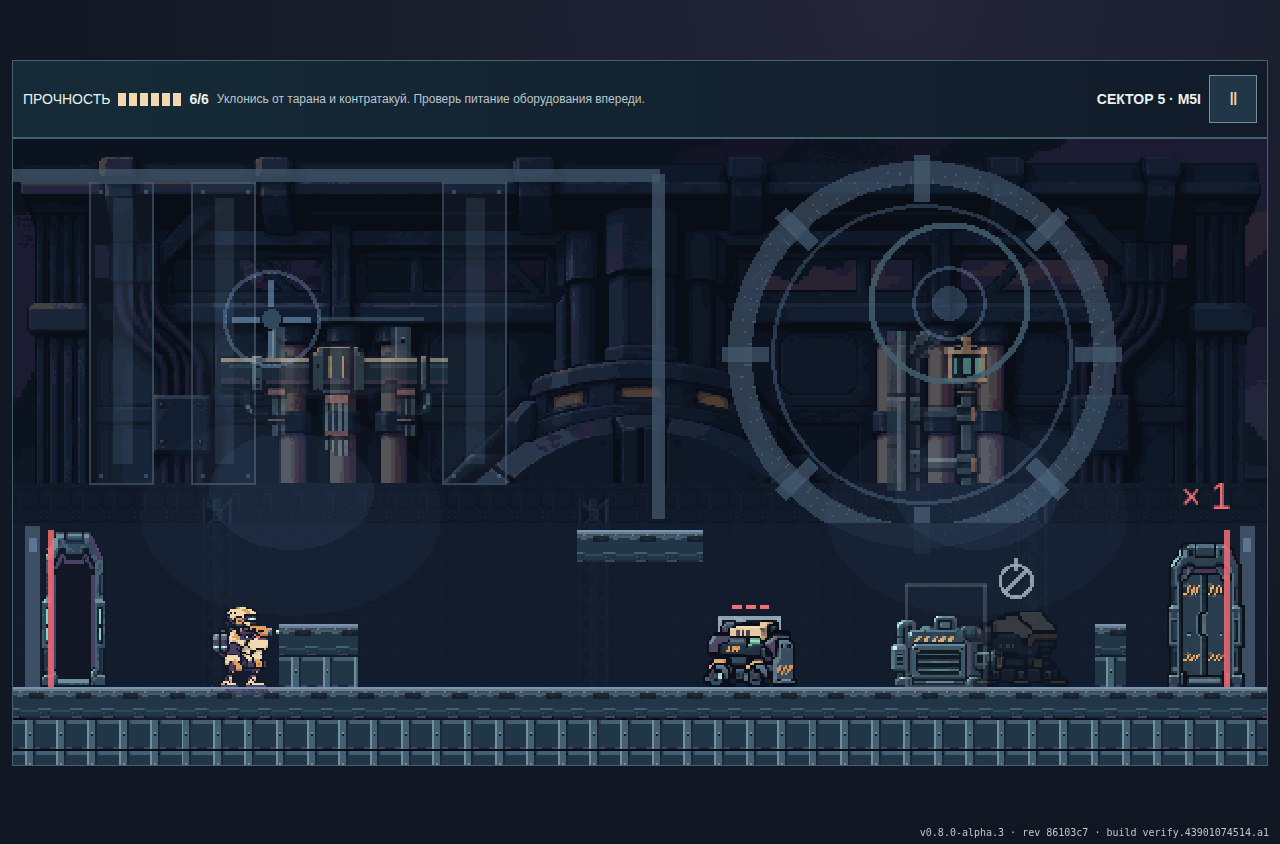 ПРОЧНОСТЬ 6/6 Уклонись от тарана и контратакуй. Проверь питание оборудования впереди. СЕКТОР 5 · M5I
× 1
v0.8.0-alpha.3 · rev 86103c7 · build verify.43901074514.a1